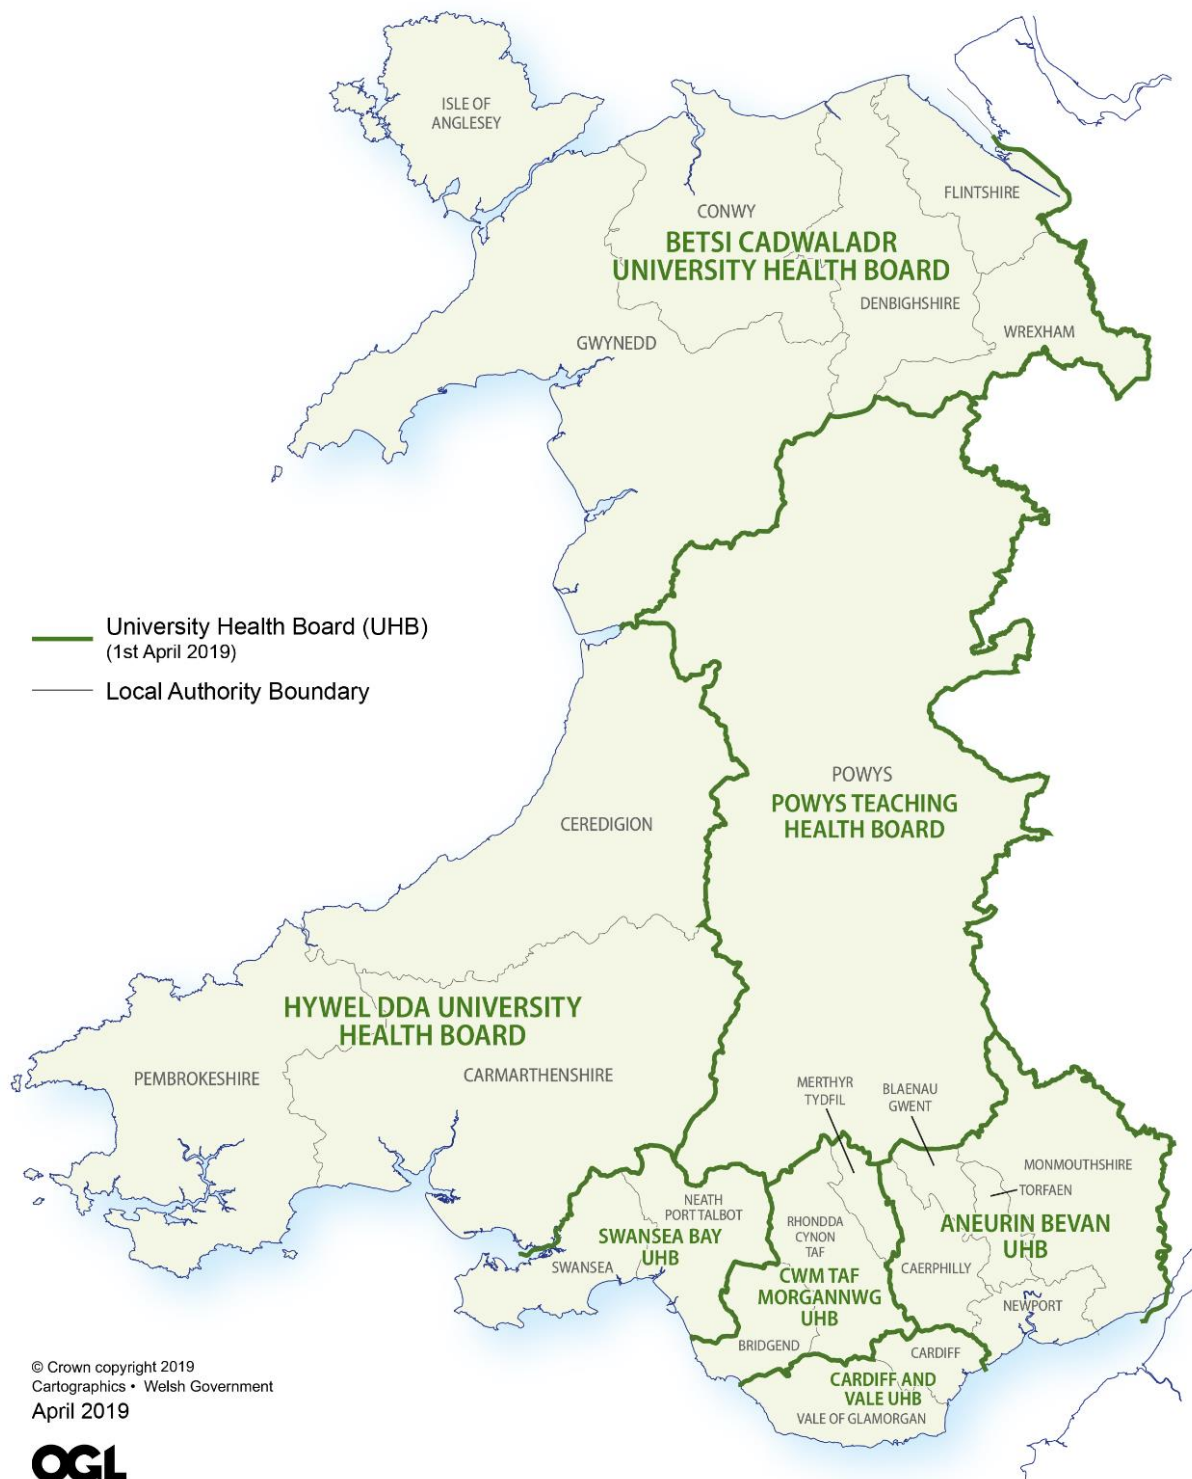 ISLE OF
ANGLESEY
FLINTSHIRE
CONWY
BETSI CADWALADR
UNIVERSITY HEALTH BOARD
DENBIGHSHIRE
WREXHAM
GWYNEDD
University Health Board (UHB)
(1st April 2019)
Local Authority Boundary
POWYS
POWYS TEACHING
HEALTH BOARD
CEREDIGION
HYWEL DDA UNIVERSITY
HEALTH BOARD
PEMBROKESHIRE
CARMARTHENSHIRE
MERTHYR
TYDFIL
BLAENAU
GWENT
MONMOUTHSHIRE
TORFAEN
NEATH
PORT TALBOT
SWANSEA BAY
UHB
SWANSEA
RHONDDA
CYNON
TAF
ANEURIN BEVAN
UHB
CAERPHILLY
CWM TAF
MORGANNWG
UHB
NEWPORT
BRIDGEND
CARDIFF
CARDIFF AND
VALE UHB
VALE OF GLAMORGAN
© Crown copyright 2019
Cartographics • Welsh Government
April 2019
OGL